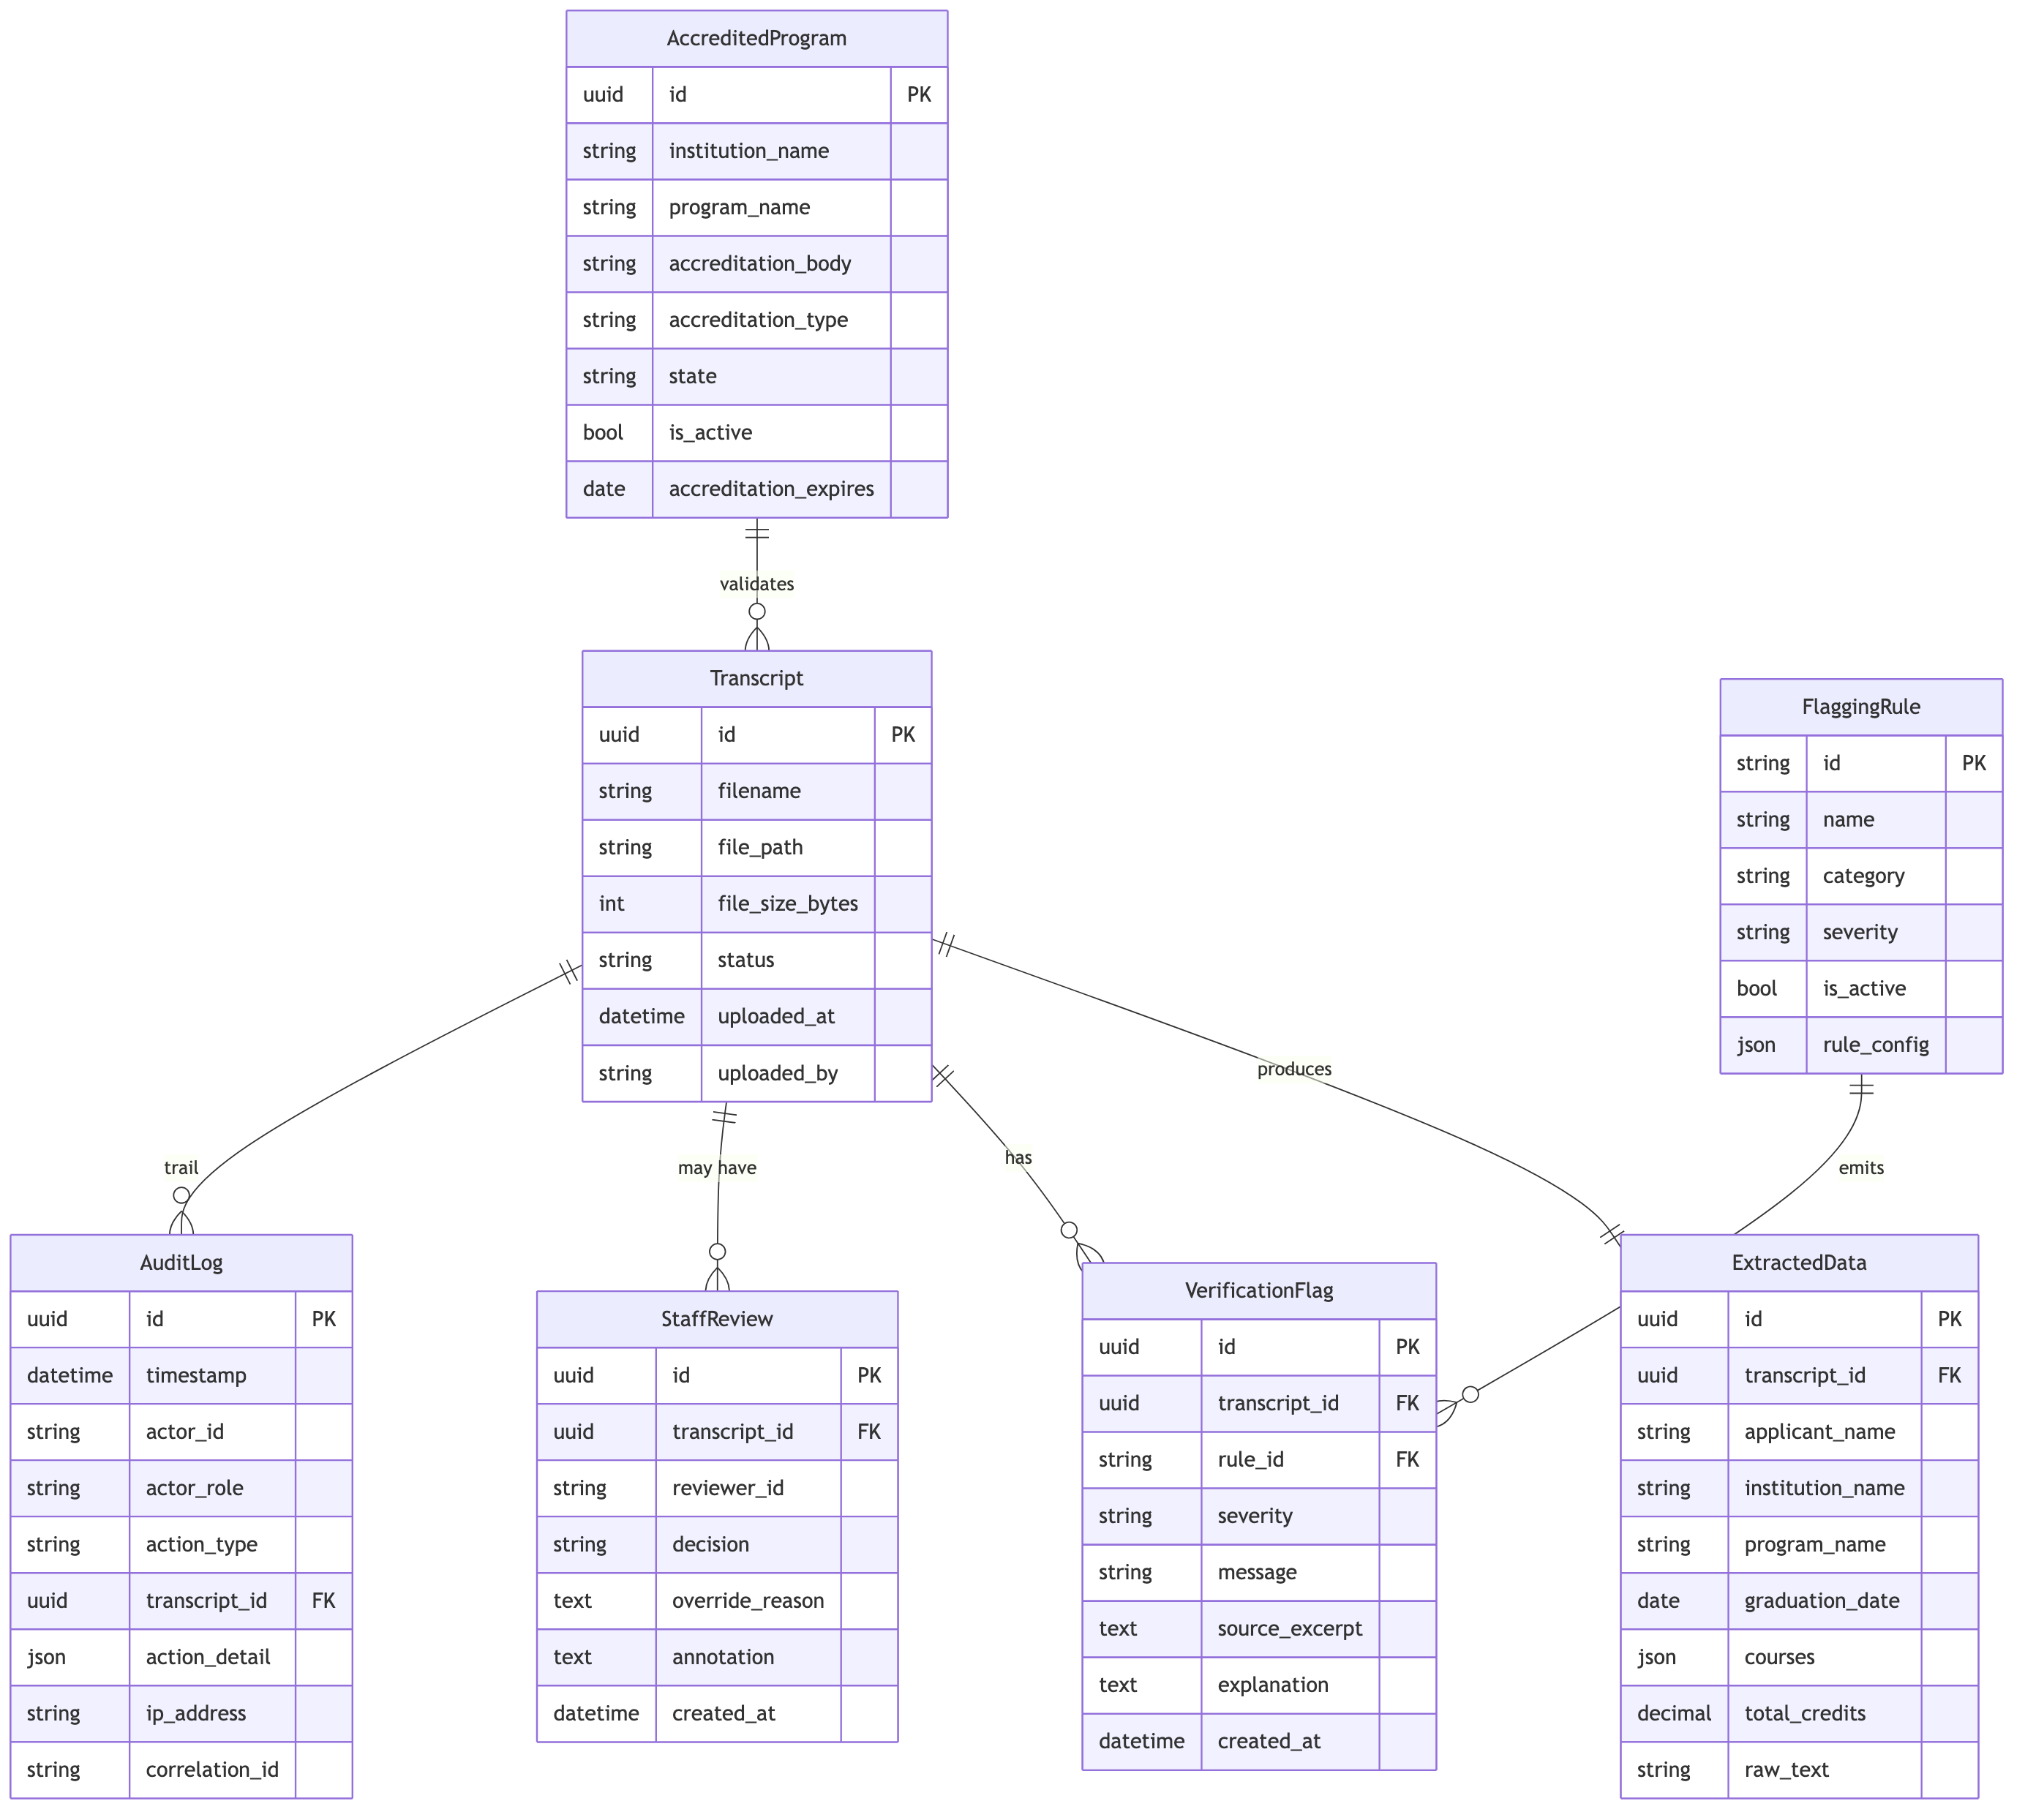 AccreditedProgram
uuid id PK
string institution_name
string program_name
string accreditation_body
string accreditation_type
string state
bool is_active
date accreditation_expires
validates
Transcript
uuid id PK
string filename
string file_path
int file_size_bytes
string status
datetime uploaded_at
string uploaded_by
FlaggingRule
string id PK
string name
string category
string severity
bool is_active
json rule_config
produces
trail
may have
has
emits
AuditLog
uuid id PK
datetime timestamp
string actor_id
string actor_role
string action_type
uuid transcript_id FK
json action_detail
string ip_address
string correlation_id
StaffReview
uuid id PK
uuid transcript_id FK
string reviewer_id
string decision
text override_reason
text annotation
datetime created_at
VerificationFlag
uuid id PK
uuid transcript_id FK
string rule_id FK
string severity
string message
text source_excerpt
text explanation
datetime created_at
ExtractedData
uuid id PK
uuid transcript_id FK
string applicant_name
string institution_name
string program_name
date graduation_date
json courses
decimal total_credits
string raw_text